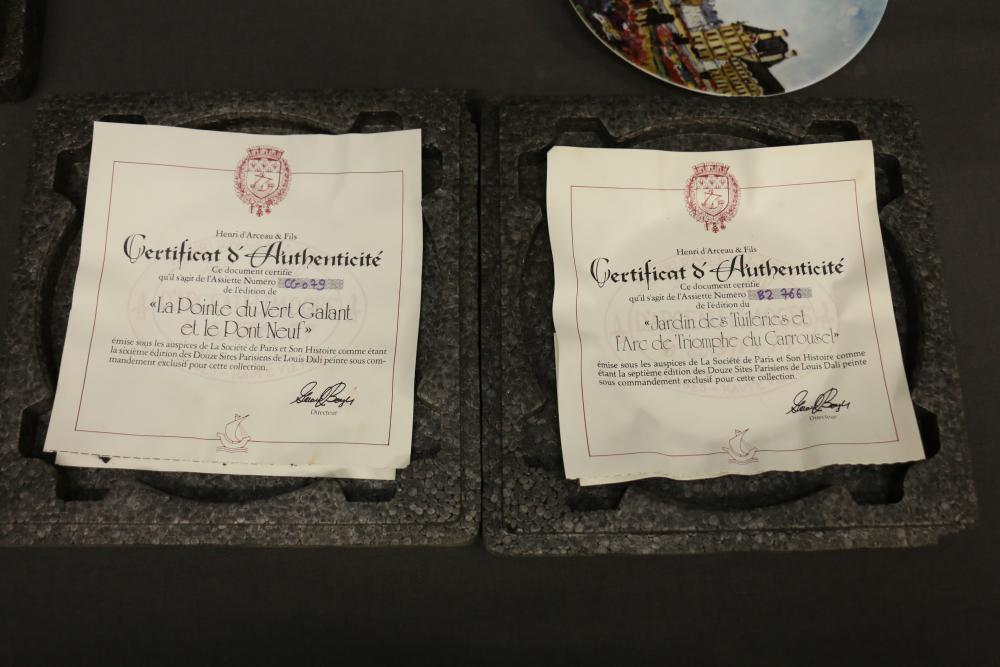 Henri d'Arceau & Fils
Certificat d'Authenticité
Ce document certifie
qu'il s'agit de l'Assiette Numéro CG079
de l'édition de
«La Pointe du Vert Galant
et le Pont Neuf»
émise sous les auspices de La Société de Paris et Son Histoire comme étant
la sixième édition des Douze Sites Parisiens de Louis Dali peinte sous com-
mandement exclusif pour cette collection.
Directeur
Henri d'Arceau & Fils
Certificat d'Authenticité
Ce document certifie
qu'il s'agit de l'Assiette Numéro B2 766
de l'édition du
«Jardin des Tuileries et
l'Arc de Triomphe du Carrousel»
émise sous les auspices de La Société de Paris et Son Histoire comme
étant la septième édition des Douze Sites Parisiens de Louis Dali peinte
sous commandement exclusif pour cette collection.
Directeur